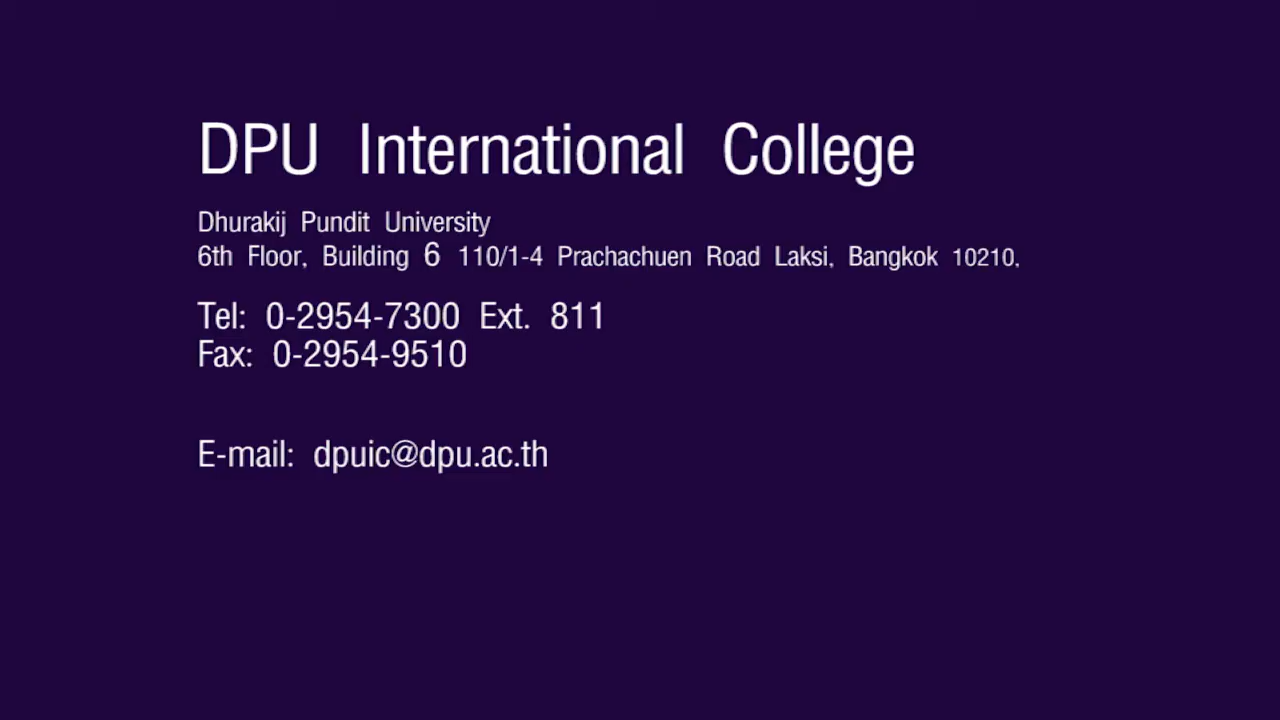 DPU International College
Dhurakij Pundit University
6th Floor, Building 6 110/1-4 Prachachuen Road Laksi, Bangkok 10210,
Tel: 0-2954-7300 Ext. 811
Fax: 0-2954-9510
E-mail: dpuic@dpu.ac.th